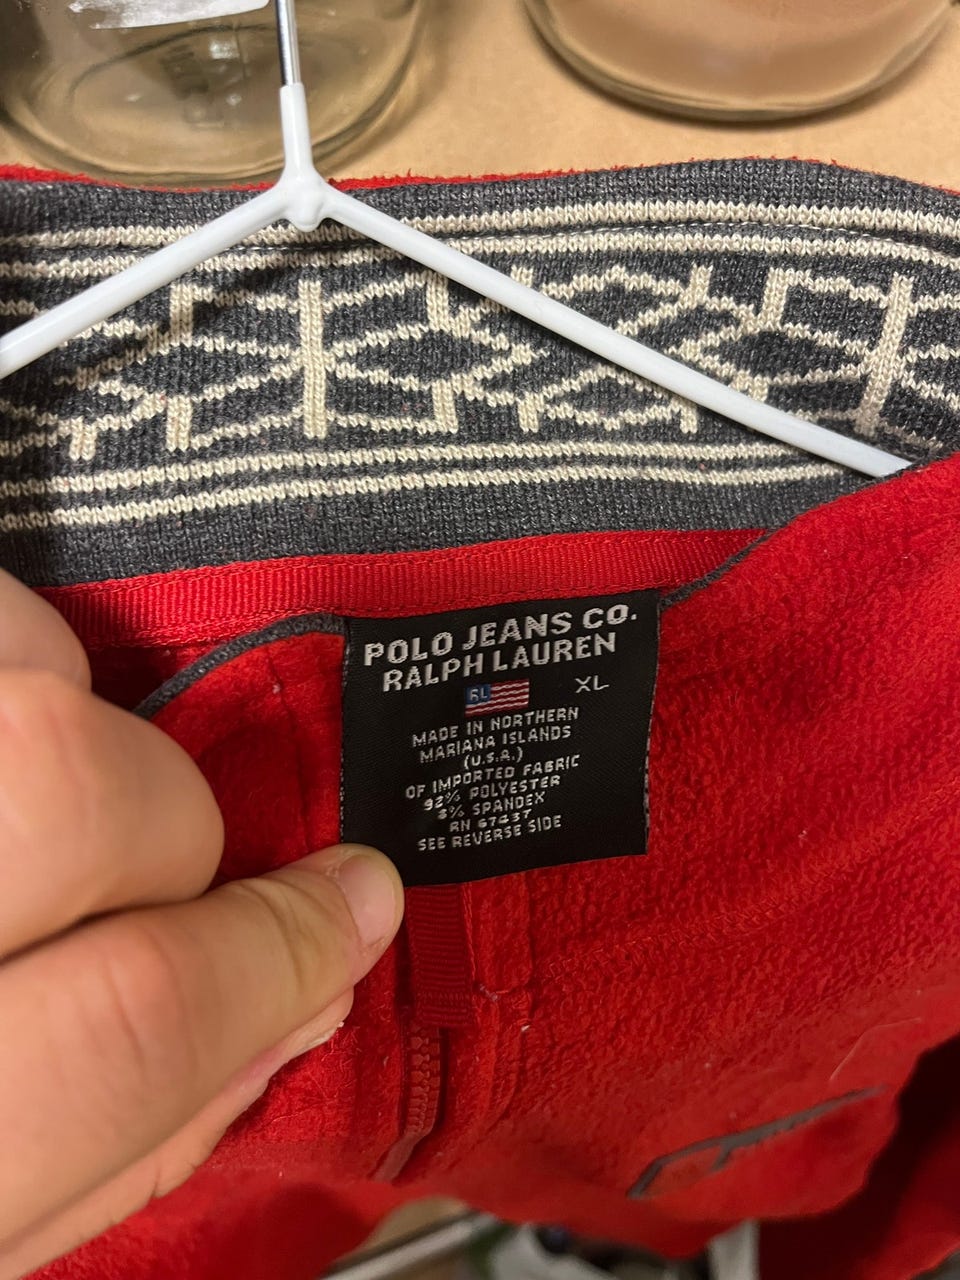 POLO JEANS CO.
RALPH LAUREN
RL
XL
MADE IN NORTHERN
MARIANA ISLANDS
(U.S.A.)
OF IMPORTED FABRIC
92% POLYESTER
8% SPANDEX
RN 67437
SEE REVERSE SIDE